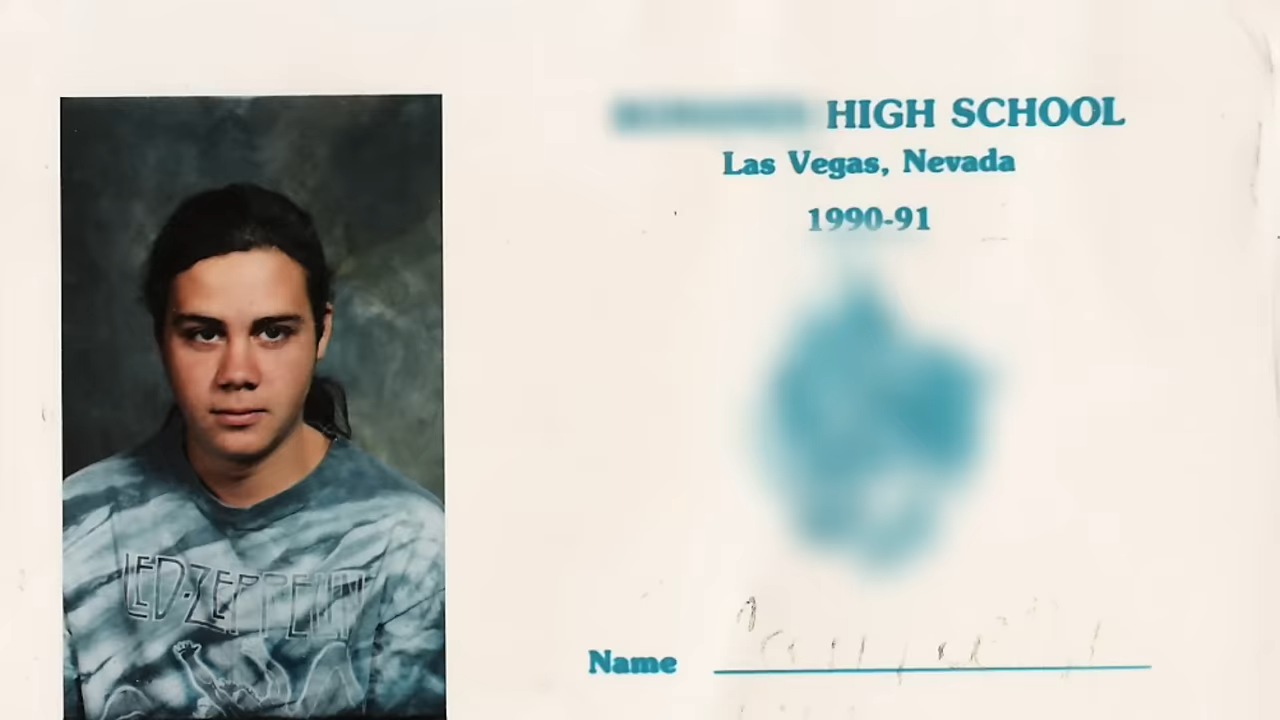 HIGH SCHOOL
Las Vegas, Nevada
1990-91
LED-ZEPPELIN
Name